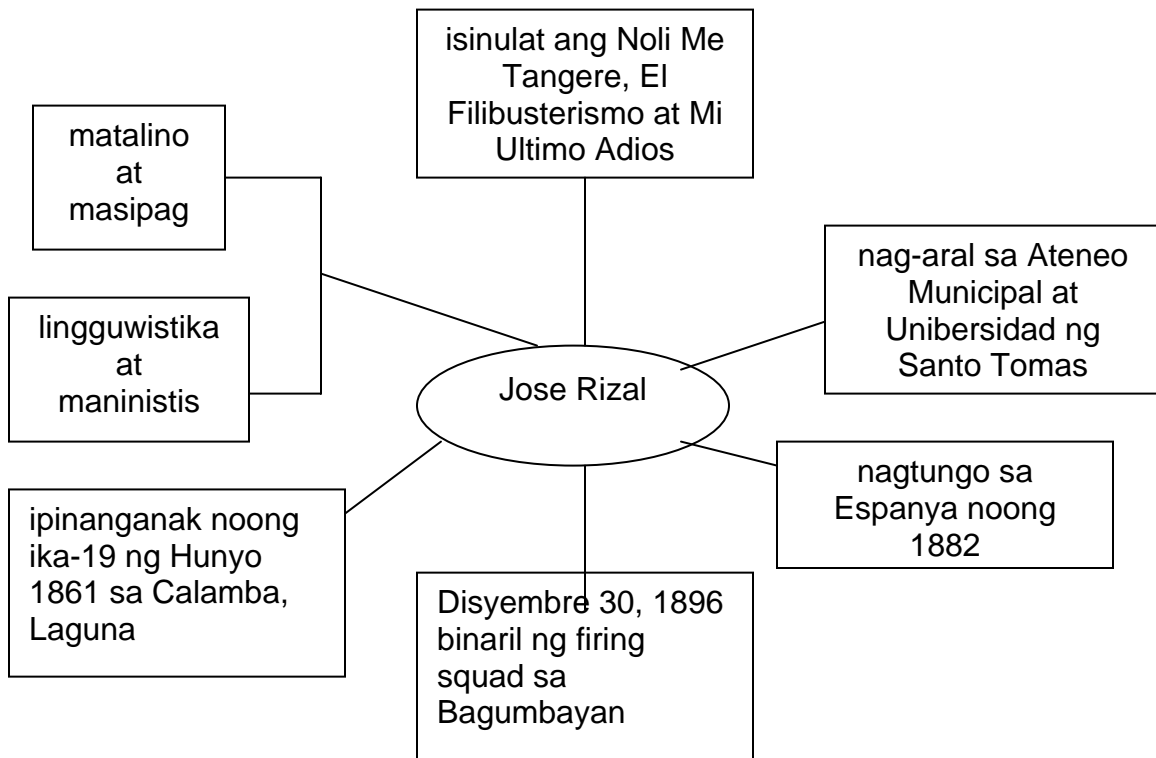 isinulat ang Noli Me
Tangere, El
Filibusterismo at Mi
Ultimo Adios
matalino
at
masipag
nag-aral sa Ateneo
Municipal at
Unibersidad ng
Santo Tomas
lingguwistika
at
maninistis
Jose Rizal
nagtungo sa
Espanya noong
1882
ipinanganak noong
ika-19 ng Hunyo
1861 sa Calamba,
Laguna
Disyembre 30, 1896
binaril ng firing
squad sa
Bagumbayan